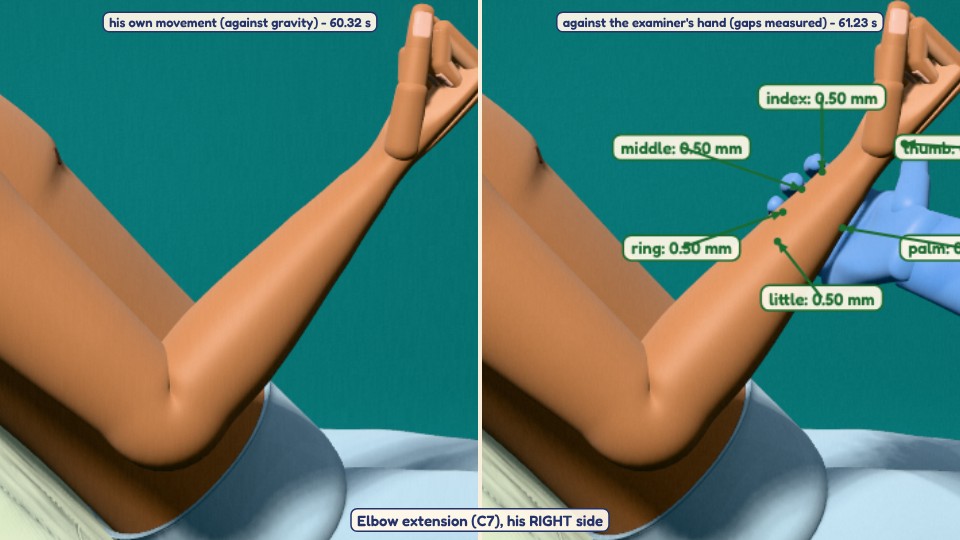 his own movement (against gravity) - 60.32 s
against the examiner's hand (gaps measured) - 61.23 s
index: 0.50 mm
middle: 0.50 mm
thumb:
ring: 0.50 mm
palm: 0
little: 0.50 mm
Elbow extension (C7), his RIGHT side